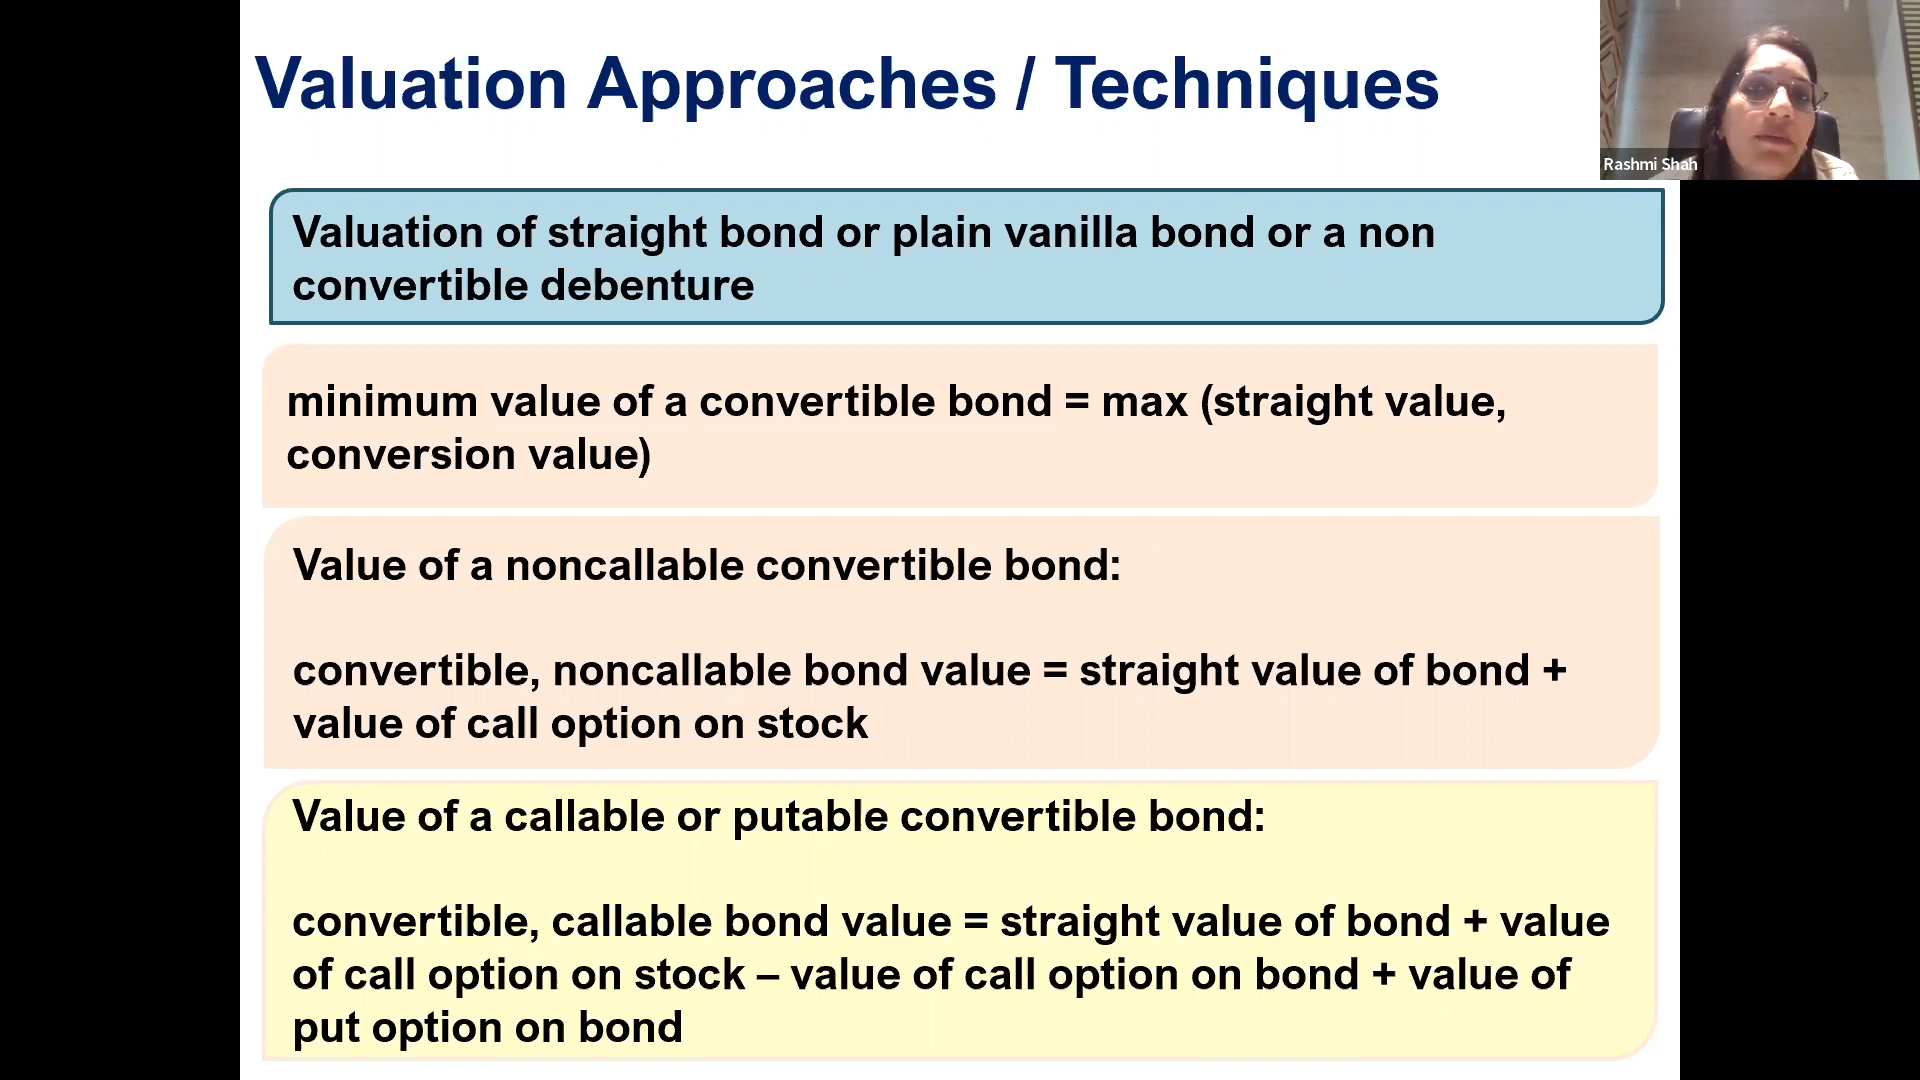 Valuation Approaches / Techniques
Rashmi Shah
Valuation of straight bond or plain vanilla bond or a non
convertible debenture
minimum value of a convertible bond = max (straight value,
conversion value)
Value of a noncallable convertible bond:
convertible, noncallable bond value = straight value of bond +
value of call option on stock
Value of a callable or putable convertible bond:
convertible, callable bond value = straight value of bond + value
of call option on stock – value of call option on bond + value of
put option on bond